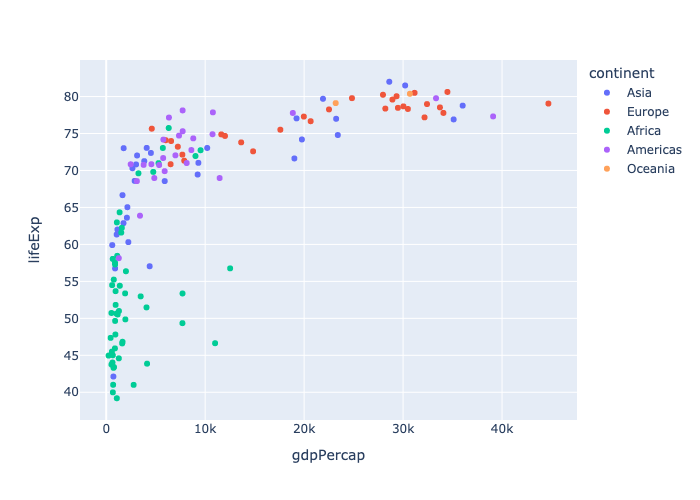 continent
Asia
Europe
Africa
Americas
Oceania
lifeExp
80
75
70
65
60
55
50
45
40
0 10k 20k 30k 40k
gdpPercap